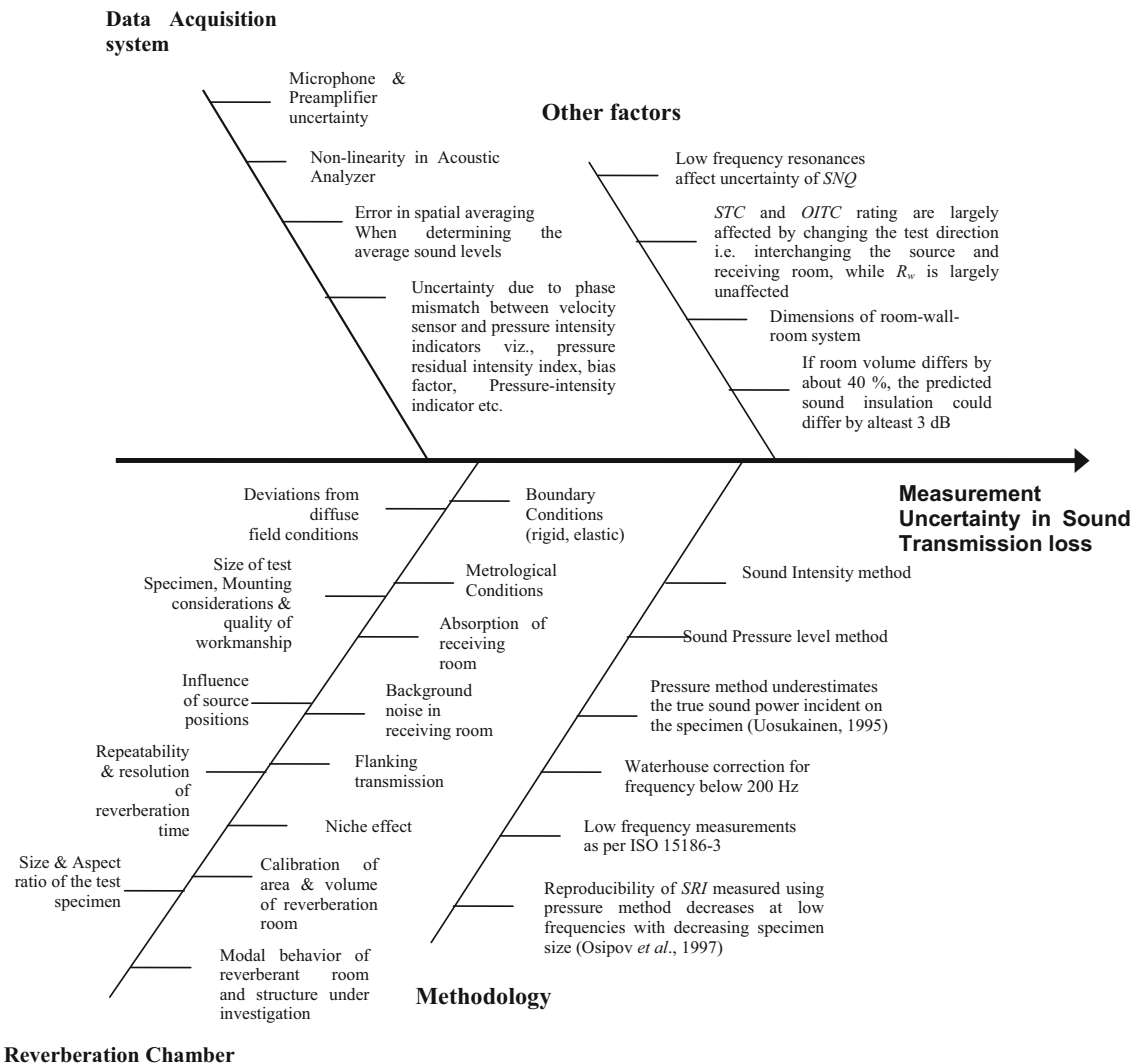 Data Acquisition
system
Microphone &
Preamplifier
uncertainty
Non-linearity in Acoustic
Analyzer
Error in spatial averaging
When determining the
average sound levels
Uncertainty due to phase
mismatch between velocity
sensor and pressure intensity
indicators viz., pressure
residual intensity index, bias
factor, Pressure-intensity
indicator etc.
Other factors
Low frequency resonances
affect uncertainty of SNQ
STC and OITC rating are largely
affected by changing the test direction
i.e. interchanging the source and
receiving room, while Rw is largely
unaffected
Dimensions of room-wall-
room system
If room volume differs by
about 40 %, the predicted
sound insulation could
differ by alteast 3 dB
Measurement
Uncertainty in Sound
Transmission loss
Deviations from
diffuse
field conditions
Size of test
Specimen, Mounting
considerations &
quality of
workmanship
Influence
of source
positions
Repeatability
& resolution
of
reverberation
time
Size & Aspect
ratio of the test
specimen
Boundary
Conditions
(rigid, elastic)
Metrological
Conditions
Absorption of
receiving
room
Background
noise in
receiving room
Flanking
transmission
Niche effect
Calibration of
area & volume
of reverberation
room
Modal behavior of
reverberant room
and structure under
investigation
Reverberation Chamber
Sound Intensity method
Sound Pressure level method
Pressure method underestimates
the true sound power incident on
the specimen (Uosukainen, 1995)
Waterhouse correction for
frequency below 200 Hz
Low frequency measurements
as per ISO 15186-3
Reproducibility of SRI measured using
pressure method decreases at low
frequencies with decreasing specimen
size (Osipov et al., 1997)
Methodology